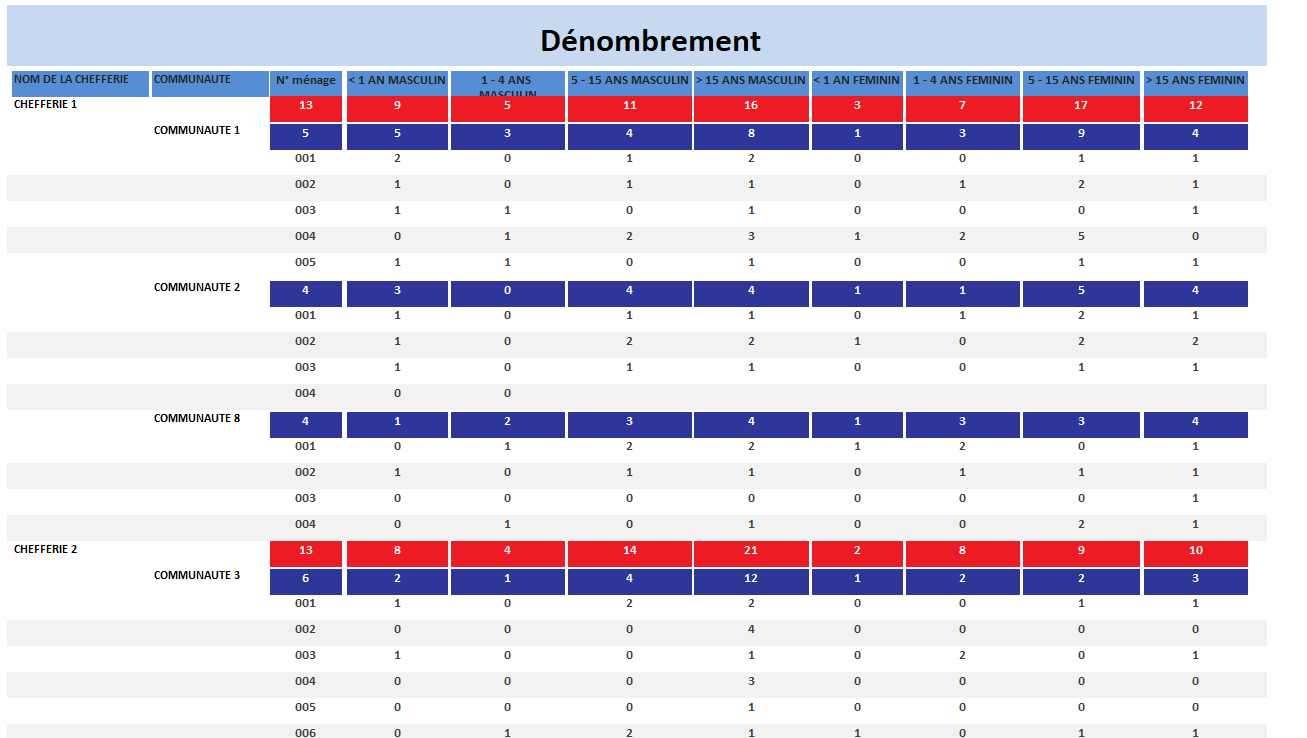 Dénombrement
NOM DE LA CHEFFERIE COMMUNAUTE N° ménage < 1 AN MASCULIN 1 - 4 ANS MASCULIN 5 - 15 ANS MASCULIN > 15 ANS MASCULIN < 1 AN FEMININ 1 - 4 ANS FEMININ 5 - 15 ANS FEMININ > 15 ANS FEMININ
CHEFFERIE 1 13 9 5 11 16 3 7 17 12
COMMUNAUTE 1 5 5 3 4 8 1 3 9 4
001 2 0 1 2 0 0 1 1
002 1 0 1 1 0 1 2 1
003 1 1 0 1 0 0 0 1
004 0 1 2 3 1 2 5 0
005 1 1 0 1 0 0 1 1
COMMUNAUTE 2 4 3 0 4 4 1 1 5 4
001 1 0 1 1 0 1 2 1
002 1 0 2 2 1 0 2 2
003 1 0 1 1 0 0 1 1
004 0 0
COMMUNAUTE 8 4 1 2 3 4 1 3 3 4
001 0 1 2 2 1 2 0 1
002 1 0 1 1 0 1 1 1
003 0 0 0 0 0 0 0 1
004 0 1 0 1 0 0 2 1
CHEFFERIE 2 13 8 4 14 21 2 8 9 10
COMMUNAUTE 3 6 2 1 4 12 1 2 2 3
001 1 0 2 2 0 0 1 1
002 0 0 0 4 0 0 0 0
003 1 0 0 1 0 2 0 1
004 0 0 0 3 0 0 0 0
005 0 0 0 1 0 0 0 0
006 0 1 2 1 1 0 1 1